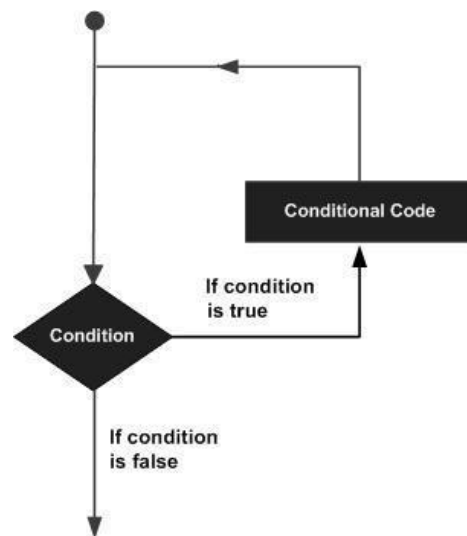 Conditional Code
If condition
is true
Condition
If condition
is false